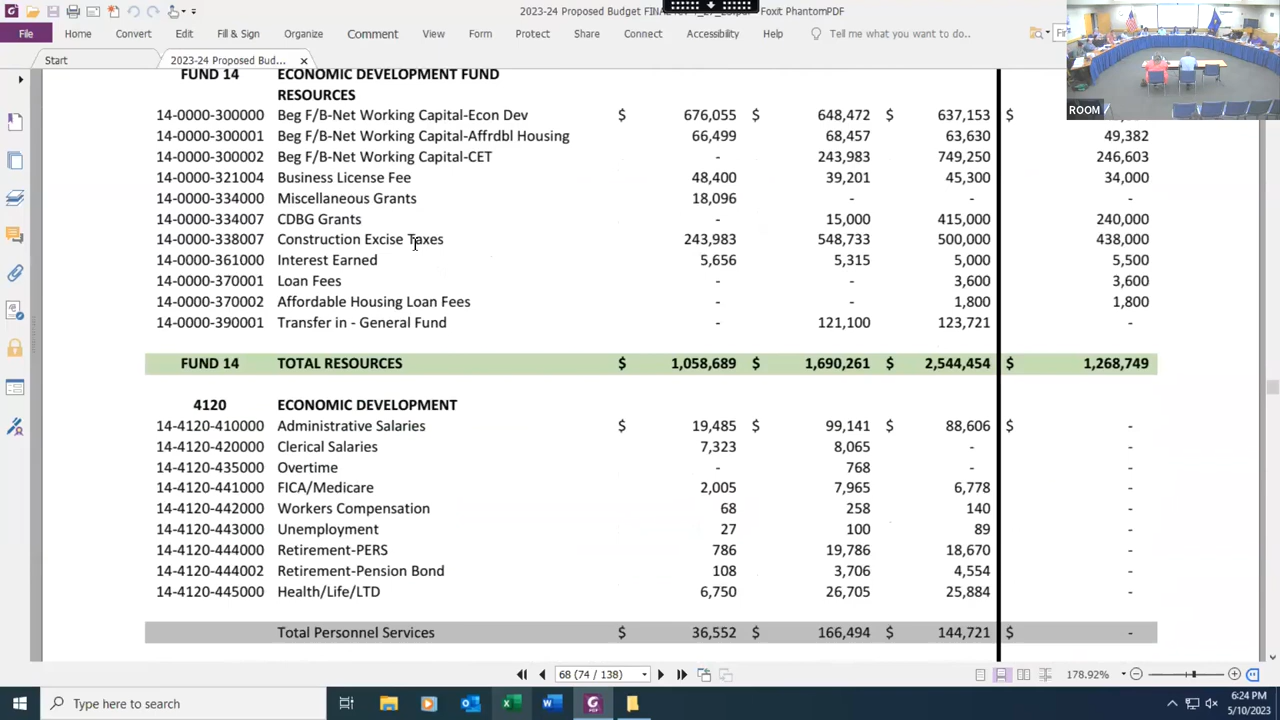 2023-24 Proposed Budget FINAL Foxit PhantomPDF
File Home Convert Edit Fill & Sign Organize Comment View Form Protect Share Connect Accessibility Help Tell me what you want to do...
Start 2023-24 Proposed Bud... ×
ROOM
FUND 14 ECONOMIC DEVELOPMENT FUND
RESOURCES
14-0000-300000 Beg F/B-Net Working Capital-Econ Dev $ 676,055 $ 648,472 $ 637,153 $
14-0000-300001 Beg F/B-Net Working Capital-Affrdbl Housing 66,499 68,457 63,630 49,382
14-0000-300002 Beg F/B-Net Working Capital-CET - 243,983 749,250 246,603
14-0000-321004 Business License Fee 48,400 39,201 45,300 34,000
14-0000-334000 Miscellaneous Grants 18,096 - - -
14-0000-334007 CDBG Grants - 15,000 415,000 240,000
14-0000-338007 Construction Excise Taxes 243,983 548,733 500,000 438,000
14-0000-361000 Interest Earned 5,656 5,315 5,000 5,500
14-0000-370001 Loan Fees - - 3,600 3,600
14-0000-370002 Affordable Housing Loan Fees - - 1,800 1,800
14-0000-390001 Transfer in - General Fund - 121,100 123,721 -
FUND 14 TOTAL RESOURCES $ 1,058,689 $ 1,690,261 $ 2,544,454 $ 1,268,749
4120 ECONOMIC DEVELOPMENT
14-4120-410000 Administrative Salaries $ 19,485 $ 99,141 $ 88,606 $ -
14-4120-420000 Clerical Salaries 7,323 8,065 - -
14-4120-435000 Overtime - 768 - -
14-4120-441000 FICA/Medicare 2,005 7,965 6,778 -
14-4120-442000 Workers Compensation 68 258 140 -
14-4120-443000 Unemployment 27 100 89 -
14-4120-444000 Retirement-PERS 786 19,786 18,670 -
14-4120-444002 Retirement-Pension Bond 108 3,706 4,554 -
14-4120-445000 Health/Life/LTD 6,750 26,705 25,884 -
Total Personnel Services $ 36,552 $ 166,494 $ 144,721 $ -
68 (74 / 138) 178.92%
Type here to search 6:24 PM
5/10/2023